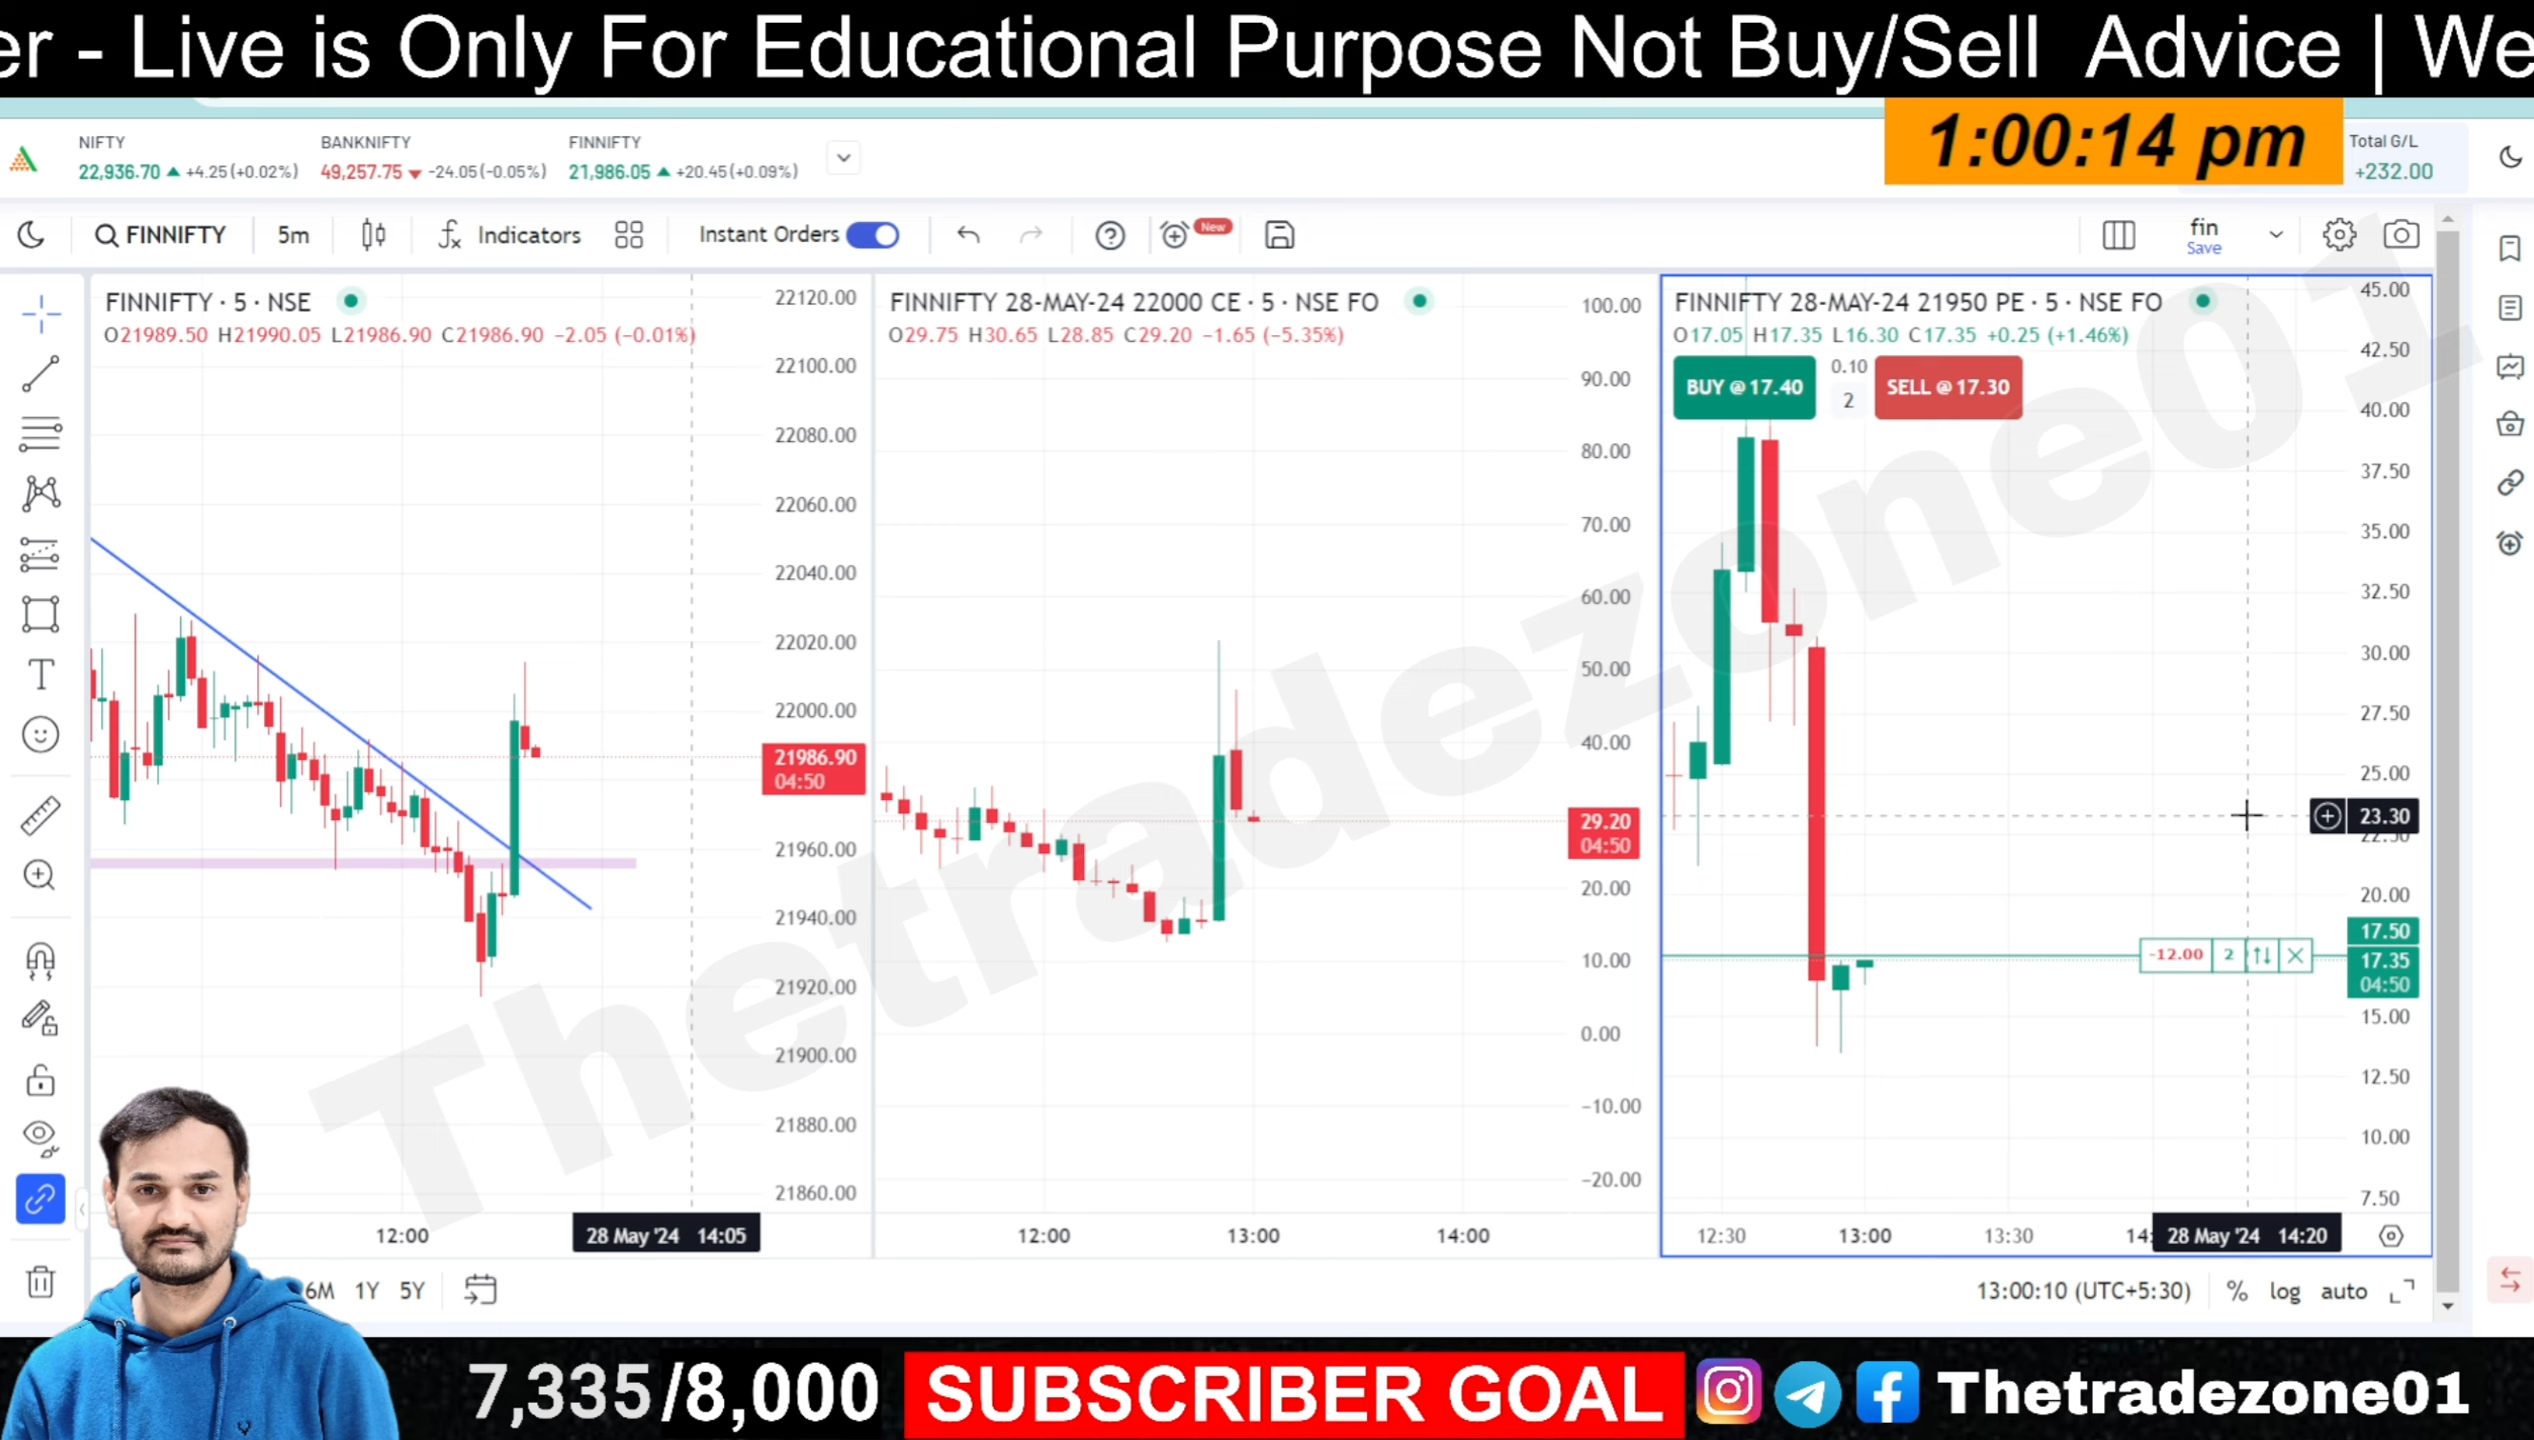 er - Live is Only For Educational Purpose Not Buy/Sell Advice | We
1:00:14 pm
NIFTY
22,936.70 ▲ +4.25(+0.02%)
BANKNIFTY
49,257.75 ▼ -24.05(-0.05%)
FINNIFTY
21,986.05 ▲ +20.45(+0.09%)
Total G/L
+232.00
FINNIFTY 5m Indicators Instant Orders New
fin
Save
FINNIFTY · 5 · NSE
O21989.50 H21990.05 L21986.90 C21986.90 −2.05 (−0.01%)
22120.00
22100.00
22080.00
22060.00
22040.00
22020.00
22000.00
21986.90
04:50
21960.00
21940.00
21920.00
21900.00
21880.00
21860.00
12:00
28 May '24 14:05
FINNIFTY 28-MAY-24 22000 CE · 5 · NSE FO
O29.75 H30.65 L28.85 C29.20 −1.65 (−5.35%)
100.00
90.00
80.00
70.00
60.00
50.00
40.00
29.20
04:50
20.00
10.00
0.00
−10.00
−20.00
12:00 13:00 14:00
FINNIFTY 28-MAY-24 21950 PE · 5 · NSE FO
O17.05 H17.35 L16.30 C17.35 +0.25 (+1.46%)
BUY @ 17.40
0.10
2
SELL @ 17.30
45.00
42.50
40.00
37.50
35.00
32.50
30.00
27.50
25.00
23.30
22.50
20.00
17.50
-12.00 2
17.35
04:50
15.00
12.50
10.00
7.50
12:30 13:00 13:30 14:
28 May '24 14:20
Thetradezone01
6M 1Y 5Y
13:00:10 (UTC+5:30) % log auto
7,335/8,000
SUBSCRIBER GOAL
Thetradezone01